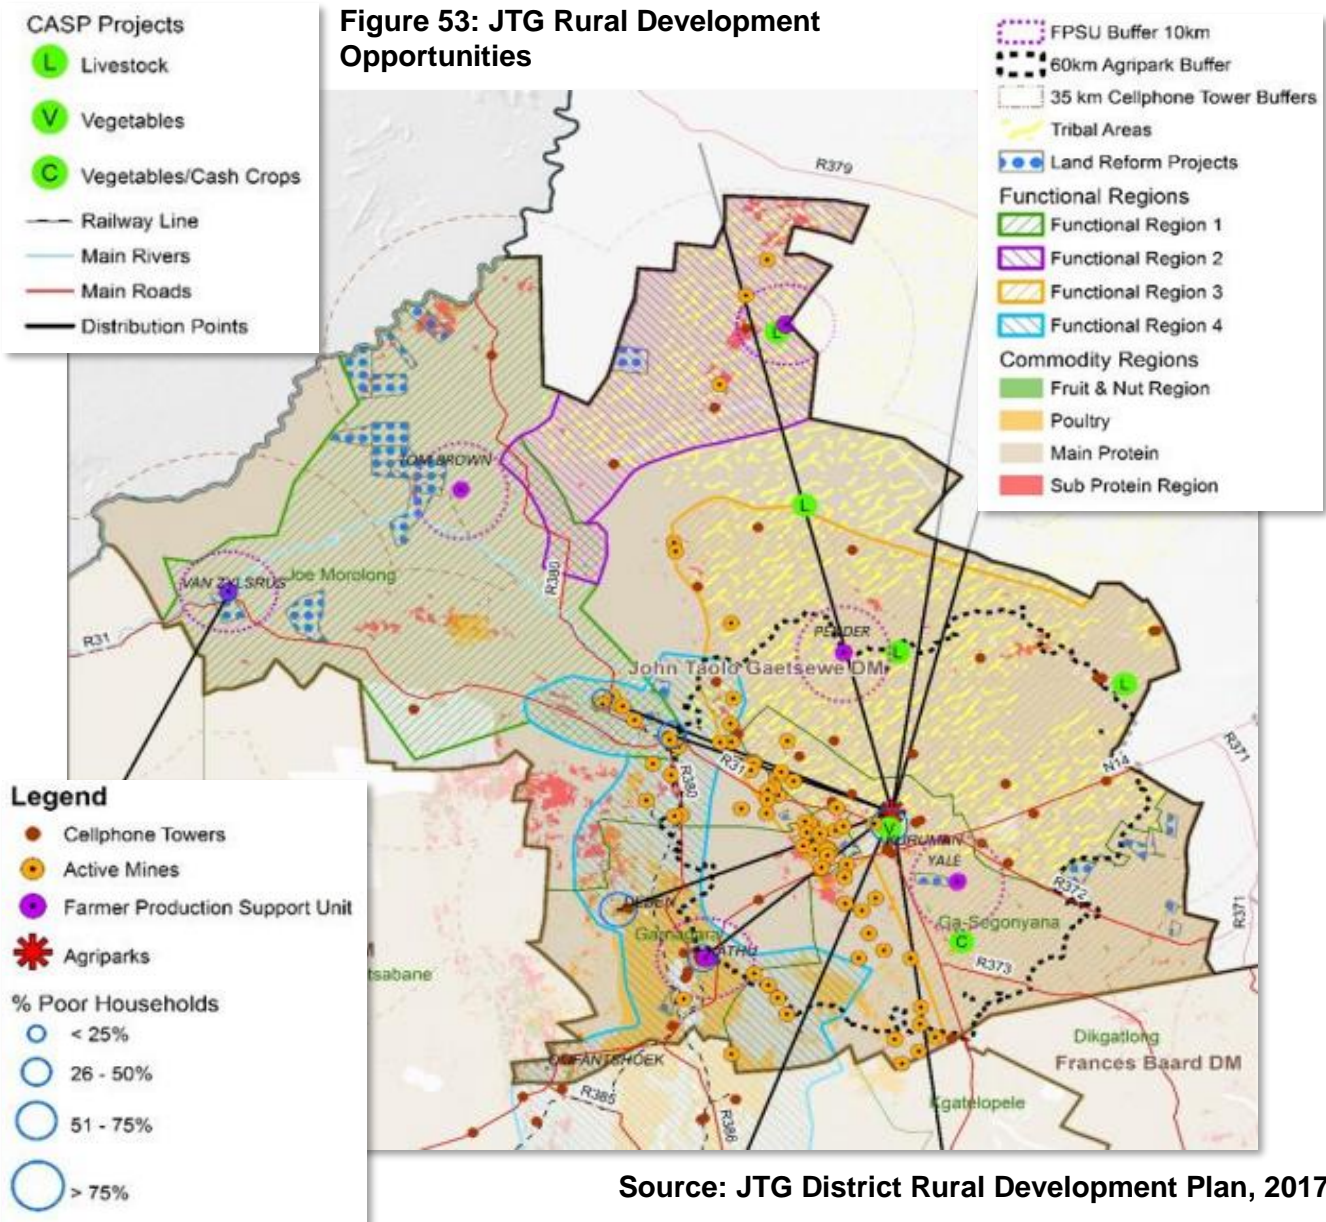 Figure 53: JTG Rural Development
Opportunities
CASP Projects
L Livestock
V Vegetables
C Vegetables/Cash Crops
Railway Line
Main Rivers
Main Roads
Distribution Points
FPSU Buffer 10km
60km Agripark Buffer
35 km Cellphone Tower Buffers
Tribal Areas
Land Reform Projects
Functional Regions
Functional Region 1
Functional Region 2
Functional Region 3
Functional Region 4
Commodity Regions
Fruit & Nut Region
Poultry
Main Protein
Sub Protein Region
R379
L
TOM BROWN
L
VAN ZYLSRUS
Joe Morolong
R380
R31
PENDER
L
John Taolo Gaetsewe DM
L
R31
R380
N14
R371
V
KURUMAN
YALE
R372
R371
DEBEN
Gamagara
KATHU
Ga-Segonyana
C
R373
tsabane
OLIFANTSHOEK
R385
R386
Dikgatlong
Frances Baard DM
Kgatelopele
Legend
Cellphone Towers
Active Mines
Farmer Production Support Unit
Agriparks
% Poor Households
< 25%
26 - 50%
51 - 75%
> 75%
Source: JTG District Rural Development Plan, 2017